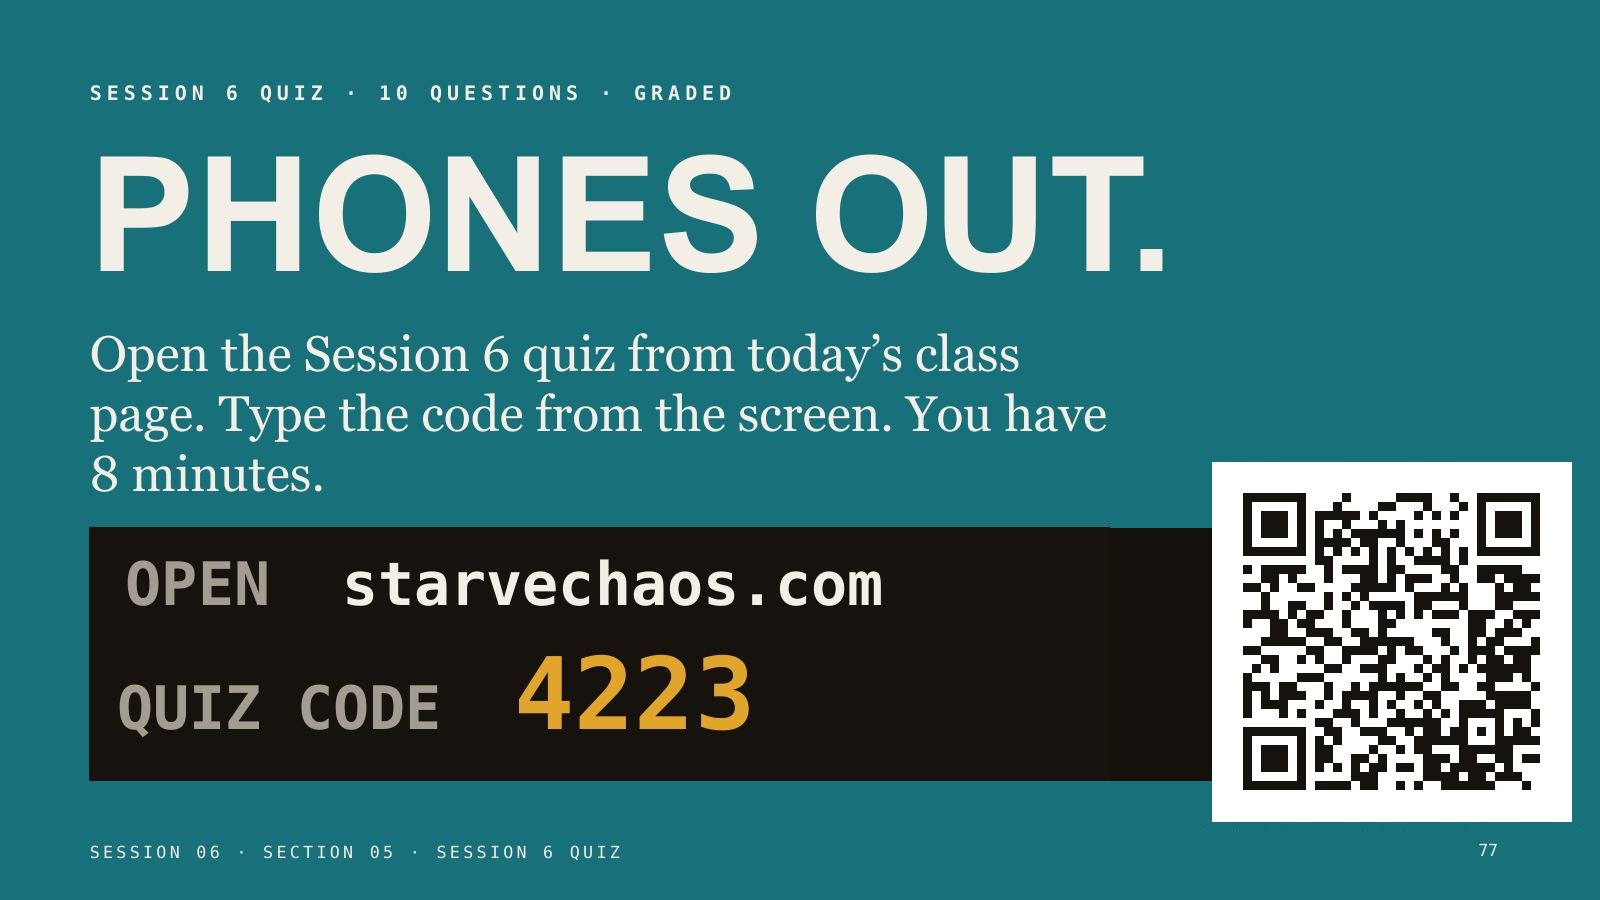 SESSION 6 QUIZ · 10 QUESTIONS · GRADED
PHONES OUT.
Open the Session 6 quiz from today’s class
page. Type the code from the screen. You have
8 minutes.
OPEN starvechaos.com
QUIZ CODE 4223
SESSION 06 · SECTION 05 · SESSION 6 QUIZ
77